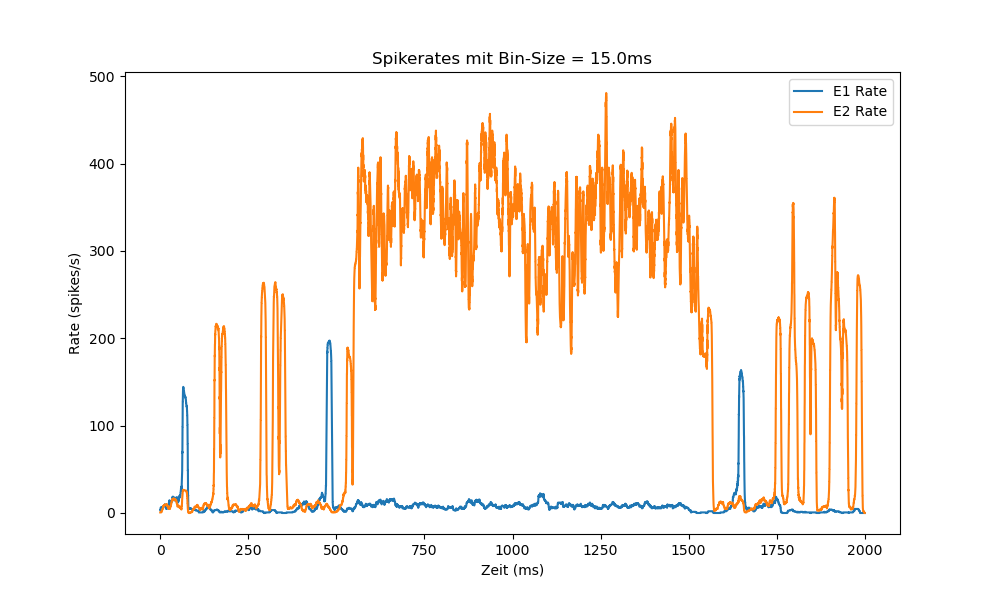 Spikerates mit Bin-Size = 15.0ms
500
E1 Rate
E2 Rate
400
300
Rate (spikes/s)
200
100
0
0 250 500 750 1000 1250 1500 1750 2000
Zeit (ms)